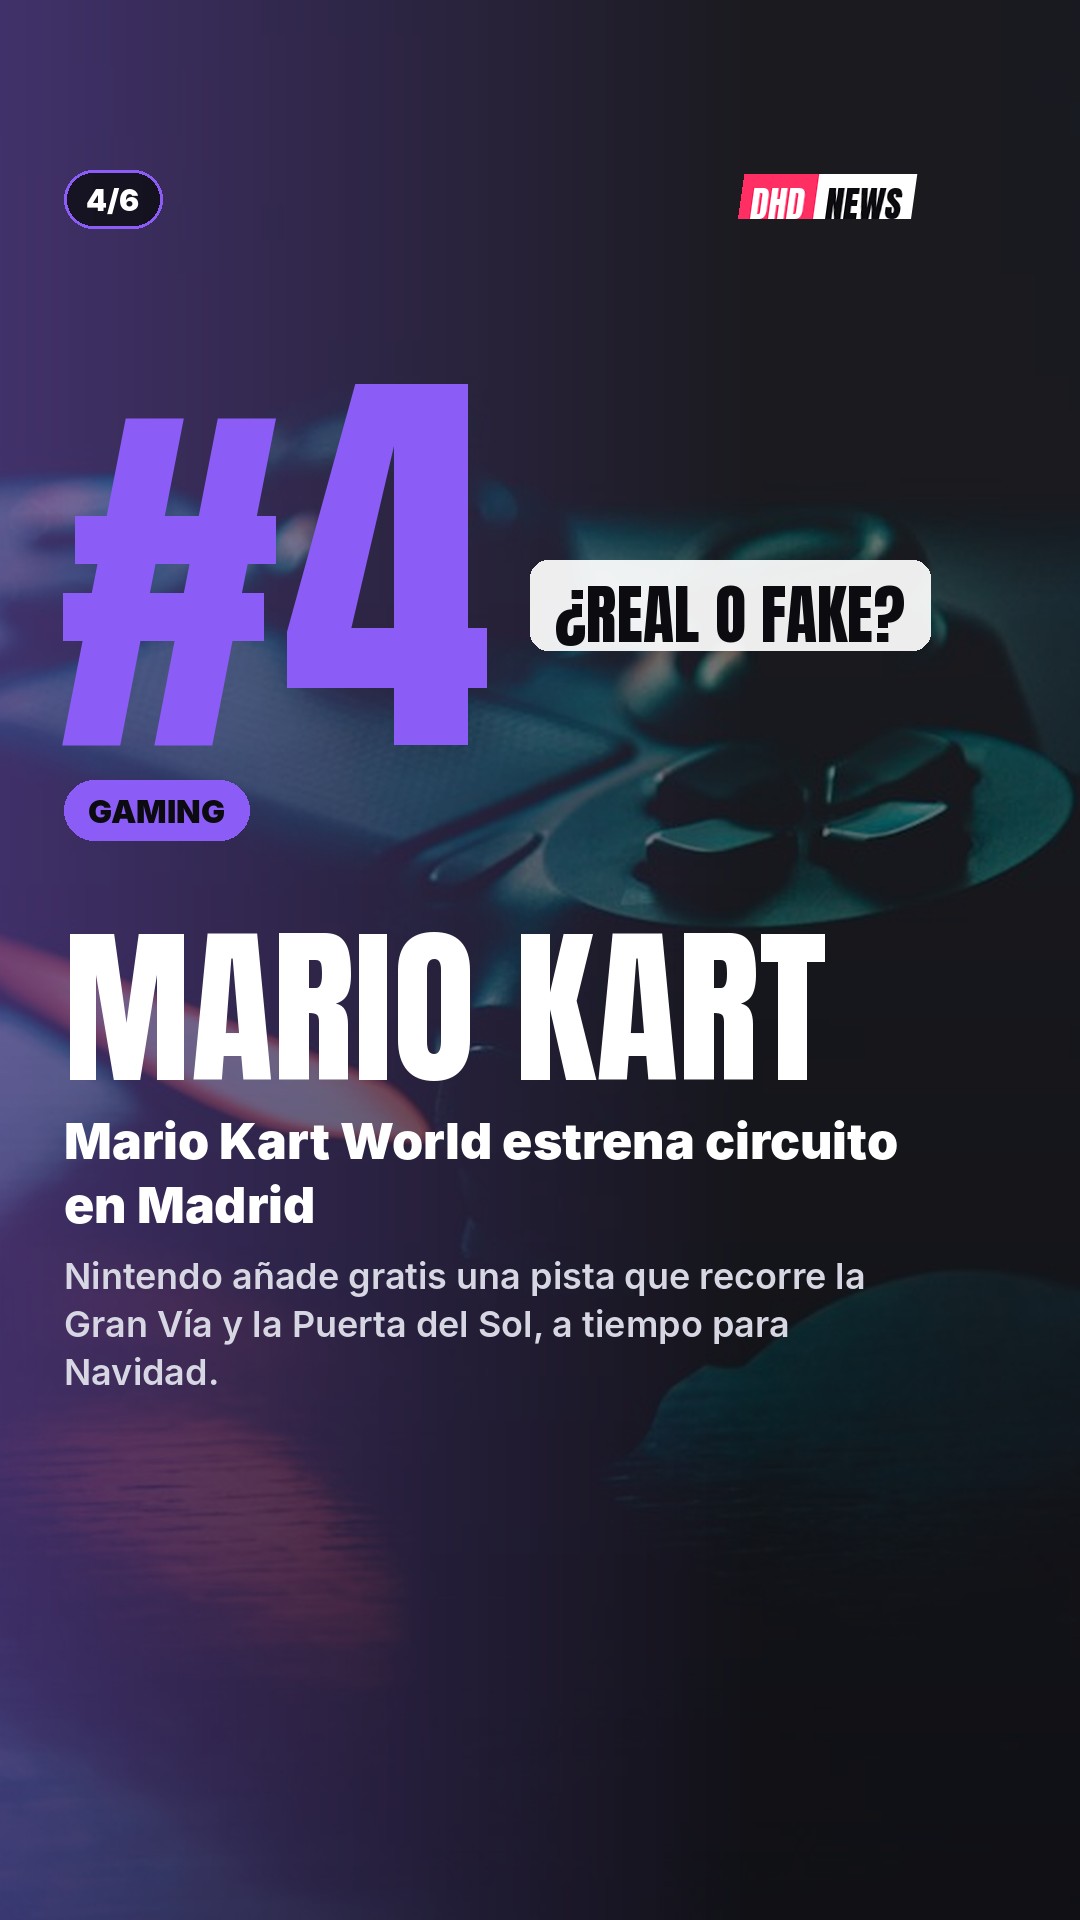 4/6
DHD NEWS
#4
¿REAL O FAKE?
GAMING
MARIO KART
Mario Kart World estrena circuito
en Madrid
Nintendo añade gratis una pista que recorre la
Gran Vía y la Puerta del Sol, a tiempo para
Navidad.